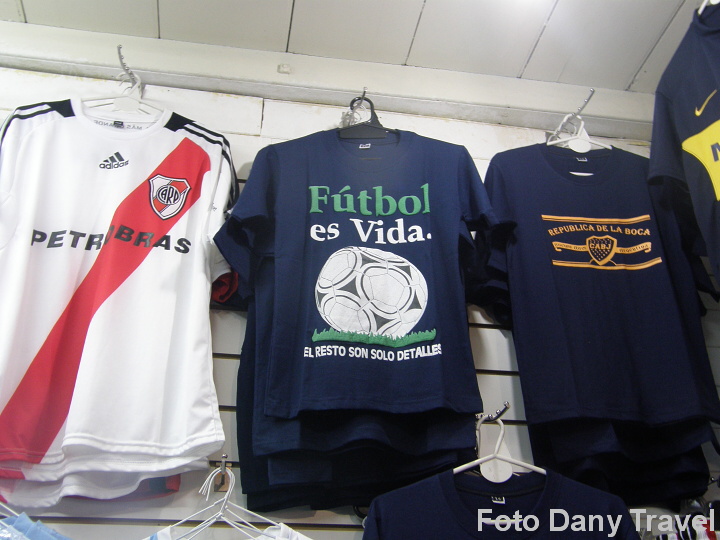 adidas
CARP
PETROBRAS
Fútbol
es Vida.
EL RESTO SON SOLO DETALLES
REPUBLICA DE LA BOCA
CABJ
Foto Dany Travel